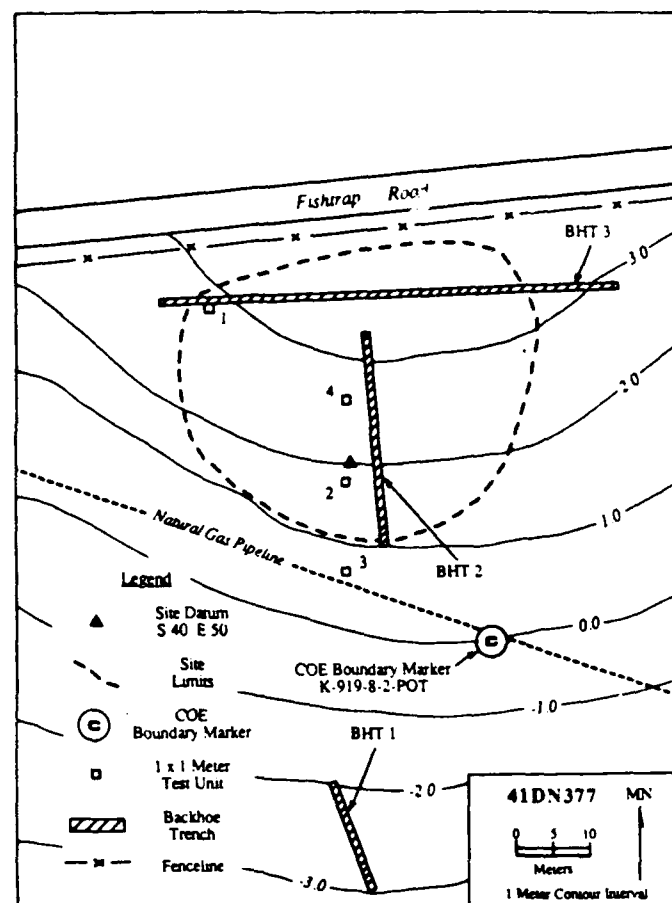 Fishtrap Road
BHT 3
3.0
1
4
2.0
2
1.0
Natural Gas Pipeline
3
BHT 2
Legend
Site Datum
S 40 E 50
0.0
COE Boundary Marker
K-919-8-2-POT
Site
Limits
-1.0
C
C
COE
Boundary Marker
BHT 1
1 x 1 Meter
Test Unit
-2.0
41DN377 MN
Backhoe
Trench
0 5 10
Meters
Fenceline
-3.0
1 Meter Contour Interval